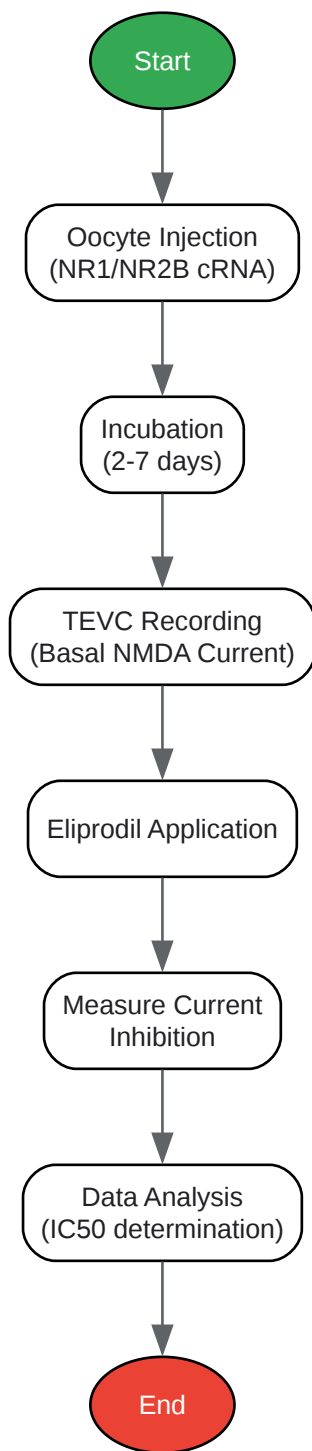 Start
Oocyte Injection
(NR1/NR2B cRNA)
Incubation
(2-7 days)
TEVC Recording
(Basal NMDA Current)
Eliprodil Application
Measure Current
Inhibition
Data Analysis
(IC50 determination)
End